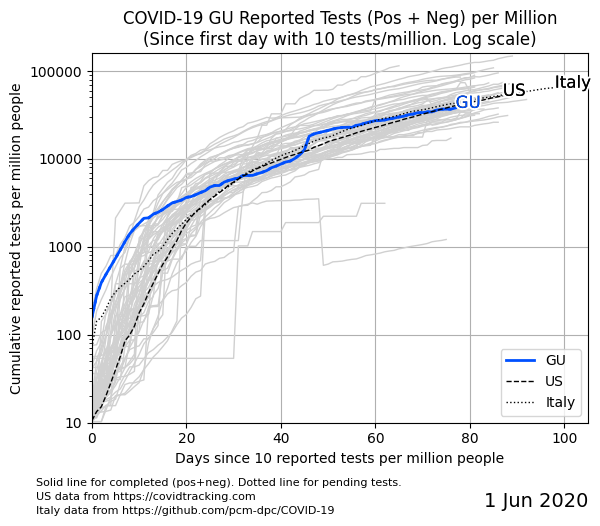 COVID-19 GU Reported Tests (Pos + Neg) per Million
(Since first day with 10 tests/million. Log scale)
Cumulative reported tests per million people
100000
10000
1000
100
10
Italy
US
GU
GU
US
Italy
0
20
40
60
80
100
Days since 10 reported tests per million people
Solid line for completed (pos+neg). Dotted line for pending tests.
US data from https://covidtracking.com
Italy data from https://github.com/pcm-dpc/COVID-19
1 Jun 2020